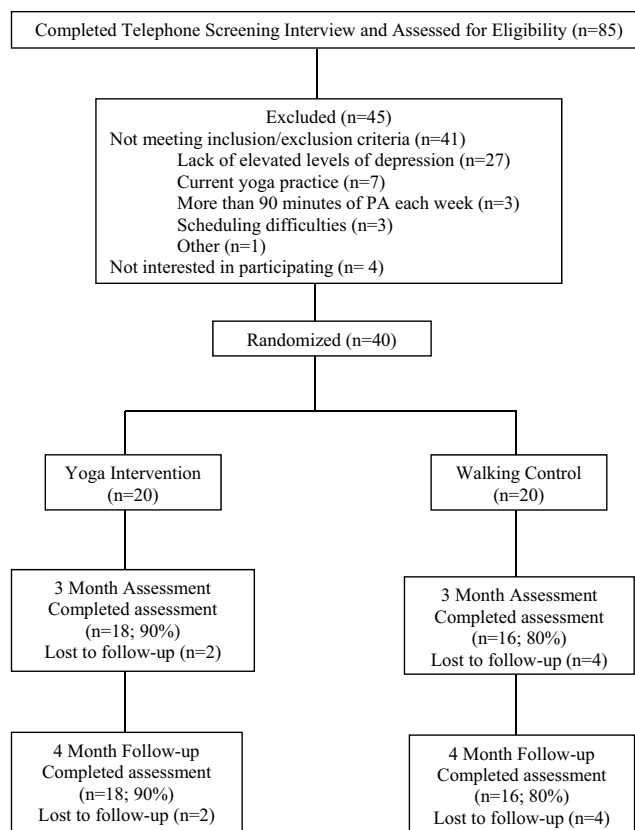 Completed Telephone Screening Interview and Assessed for Eligibility (n=85)
Excluded (n=45)
Not meeting inclusion/exclusion criteria (n=41)
Lack of elevated levels of depression (n=27)
Current yoga practice (n=7)
More than 90 minutes of PA each week (n=3)
Scheduling difficulties (n=3)
Other (n=1)
Not interested in participating (n= 4)
Randomized (n=40)
Yoga Intervention
(n=20)
Walking Control
(n=20)
3 Month Assessment
Completed assessment
(n=18; 90%)
Lost to follow-up (n=2)
3 Month Assessment
Completed assessment
(n=16; 80%)
Lost to follow-up (n=4)
4 Month Follow-up
Completed assessment
(n=18; 90%)
Lost to follow-up (n=2)
4 Month Follow-up
Completed assessment
(n=16; 80%)
Lost to follow-up (n=4)